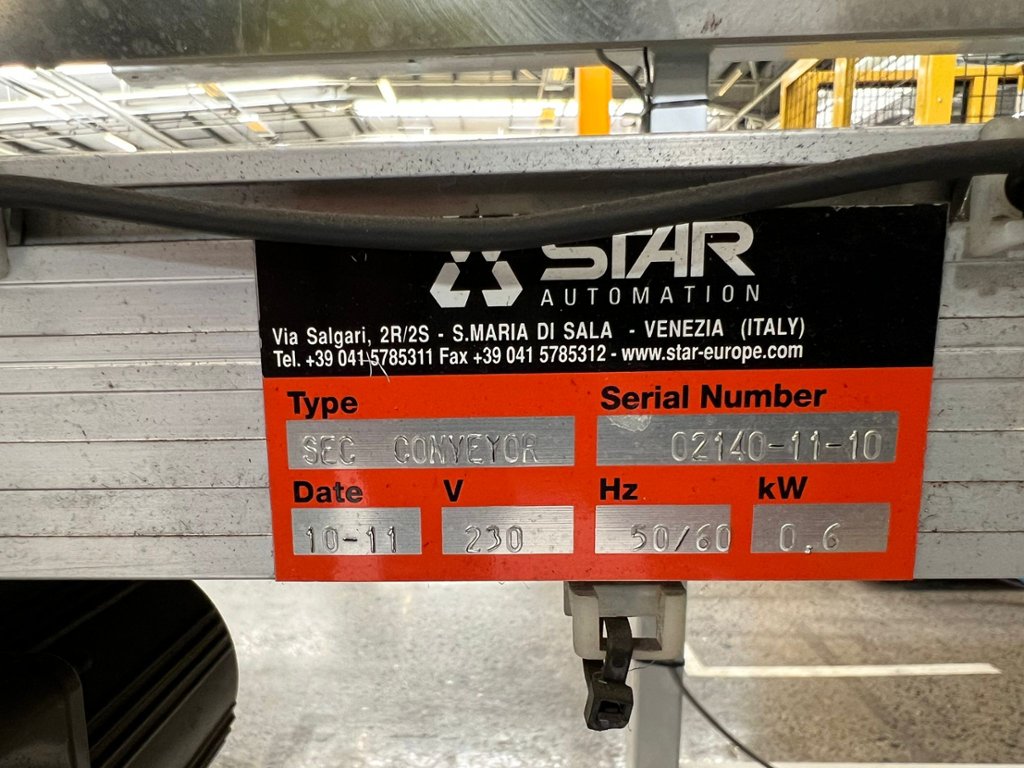 STAR
AUTOMATION
Via Salgari, 2R/2S - S.MARIA DI SALA - VENEZIA (ITALY)
Tel. +39 041 5785311 Fax +39 041 5785312 - www.star-europe.com
Type Serial Number
SEC CONVEYOR 02140-11-10
Date V Hz kW
10-11 230 50/60 0,6